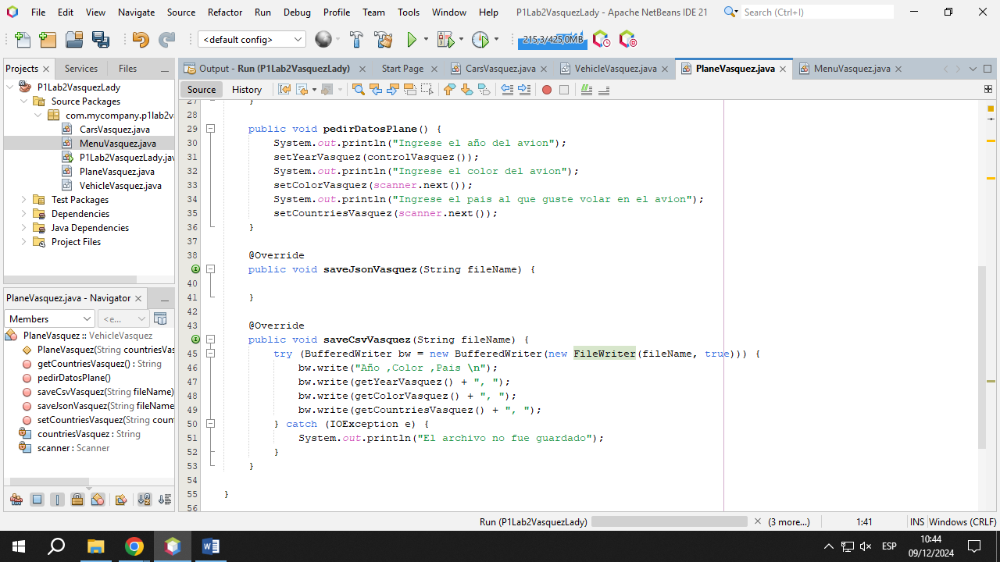 File Edit View Navigate Source Refactor Run Debug Profile Team Tools Window Help P1Lab2VasquezLady - Apache NetBeans IDE 21 Search (Ctrl+I)
<default config> 215,3/425,0MB
Projects Services Files
Output - Run (P1Lab2VasquezLady) Start Page CarsVasquez.java VehicleVasquez.java PlaneVasquez.java MenuVasquez.java
Source History
P1Lab2VasquezLady
Source Packages
com.mycompany.p1lab2v
CarsVasquez.java
MenuVasquez.java
P1Lab2VasquezLady.jav
PlaneVasquez.java
VehicleVasquez.java
Test Packages
Dependencies
Java Dependencies
Project Files
PlaneVasquez.java - Navigator
Members <e...
PlaneVasquez :: VehicleVasquez
PlaneVasquez(String countriesVas
getCountriesVasquez() : String
pedirDatosPlane()
saveCsvVasquez(String fileName)
saveJsonVasquez(String fileName
setCountriesVasquez(String coun
countriesVasquez : String
scanner : Scanner
27 }
28
29 public void pedirDatosPlane() {
30 System.out.println("Ingrese el año del avion");
31 setYearVasquez(controlVasquez());
32 System.out.println("Ingrese el color del avion");
33 setColorVasquez(scanner.next());
34 System.out.println("Ingrese el pais al que guste volar en el avion");
35 setCountriesVasquez(scanner.next());
36 }
37
38 @Override
public void saveJsonVasquez(String fileName) {
40
41 }
42
43 @Override
public void saveCsvVasquez(String fileName) {
45 try (BufferedWriter bw = new BufferedWriter(new FileWriter(fileName, true))) {
46 bw.write("Año ,Color ,Pais \n");
47 bw.write(getYearVasquez() + ", ");
48 bw.write(getColorVasquez() + ", ");
49 bw.write(getCountriesVasquez() + ", ");
50 } catch (IOException e) {
51 System.out.println("El archivo no fue guardado");
52 }
53 }
54
55 }
56
Run (P1Lab2VasquezLady) (3 more...) 1:41 INS Windows (CRLF)
ESP 10:44
09/12/2024